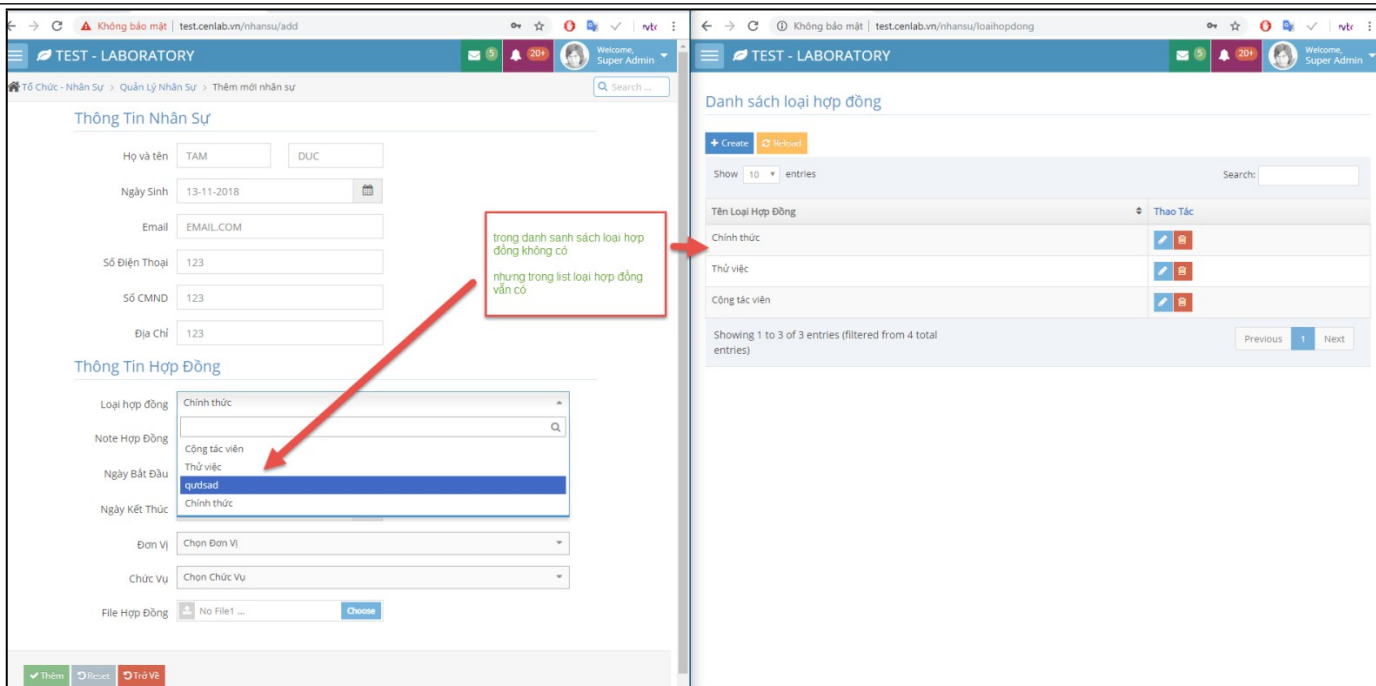 Không bảo mật | test.cenlab.vn/nhansu/add
TEST - LABORATORY
5
20+
Welcome,
Super Admin
Tổ Chức - Nhân Sự > Quản Lý Nhân Sự > Thêm mới nhân sự
Search ...
Thông Tin Nhân Sự
Họ và tên
TAM
DUC
Ngày Sinh
13-11-2018
Email
EMAIL.COM
Số Điện Thoại
123
Số CMND
123
Địa Chỉ
123
Thông Tin Hợp Đồng
Loại hợp đồng
Chính thức
Note Hợp Đồng
Cộng tác viên
Thử việc
Ngày Bắt Đầu
qưdsad
Chính thức
Ngày Kết Thúc
Đơn Vị
Chọn Đơn Vị
Chức Vụ
Chọn Chức Vụ
File Hợp Đồng
No File1 ...
Choose
Thêm
Reset
Trở Về
trong danh sanh sách loại hợp
đồng không có
nhưng trong list loại hợp đồng
vẫn có
Không bảo mật | test.cenlab.vn/nhansu/loaihopdong
TEST - LABORATORY
5
20+
Welcome,
Super Admin
Danh sách loại hợp đồng
Create
Reload
Show 10 entries
Search:
Tên Loại Hợp Đồng
Thao Tác
Chính thức
Thử việc
Cộng tác viên
Showing 1 to 3 of 3 entries (filtered from 4 total
entries)
Previous
1
Next